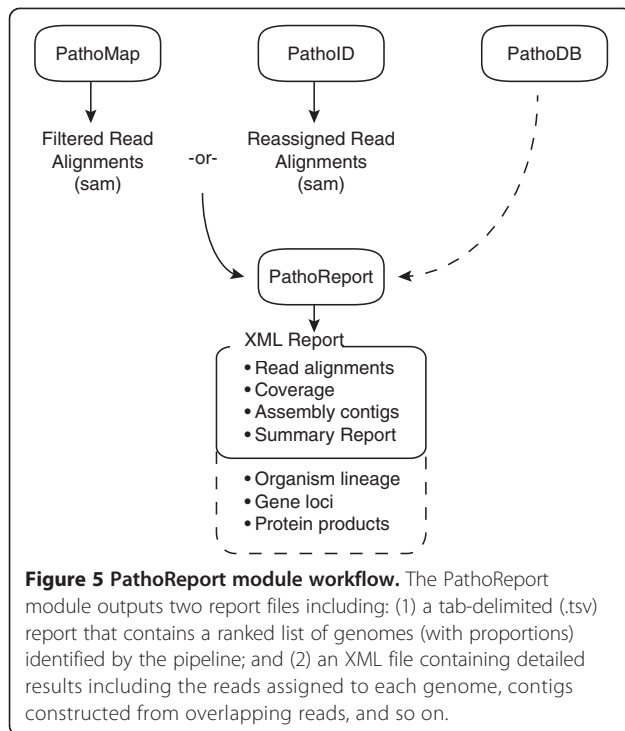 PathoMap
PathoID
PathoDB
Filtered Read
Alignments
(sam)
-or-
Reassigned Read
Alignments
(sam)
PathoReport
XML Report
• Read alignments
• Coverage
• Assembly contigs
• Summary Report
• Organism lineage
• Gene loci
• Protein products
Figure 5 PathoReport module workflow. The PathoReport
module outputs two report files including: (1) a tab-delimited (.tsv)
report that contains a ranked list of genomes (with proportions)
identified by the pipeline; and (2) an XML file containing detailed
results including the reads assigned to each genome, contigs
constructed from overlapping reads, and so on.